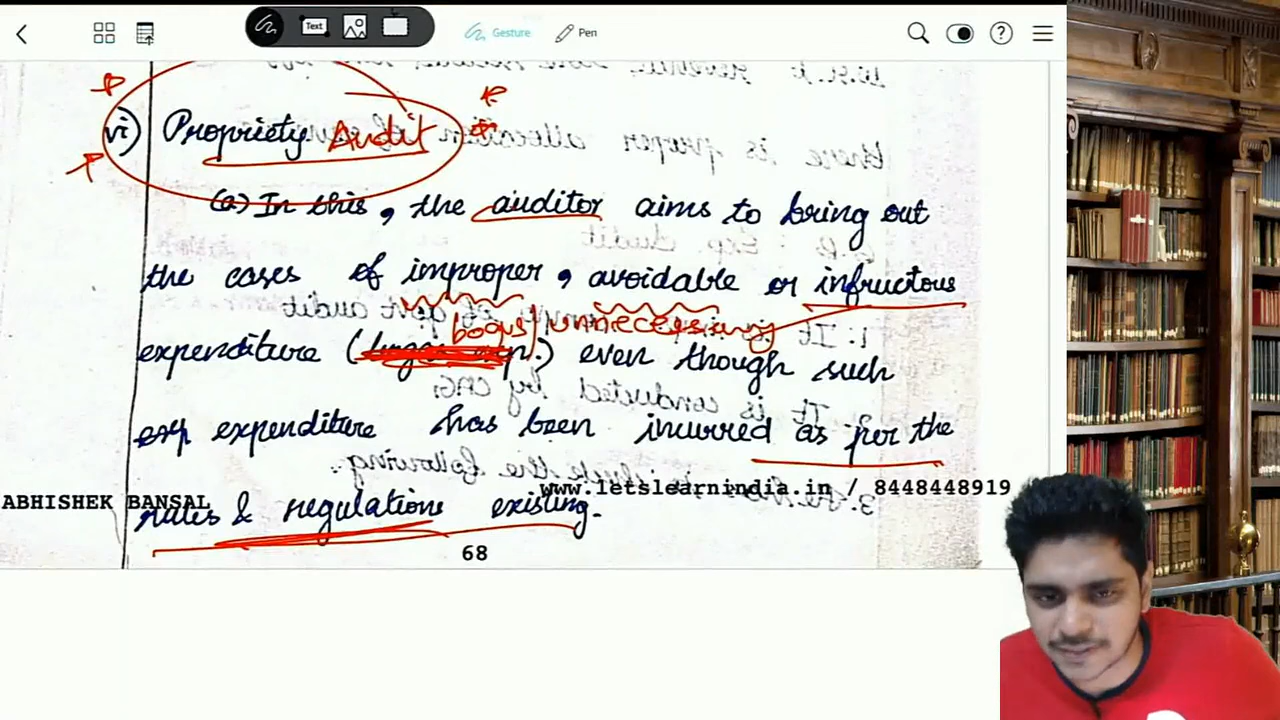 Text
Gesture
Pen
vi) Propriety Audit
(a) In this, the auditor aims to bring out
the cases of improper, avoidable or infructous
bogus/unnecessary
expenditure () even though such
exp expenditure has been incurred as per the
www.letslearnindia.in / 8448448919
ABHISHEK BANSAL
rules & regulations existing.
68